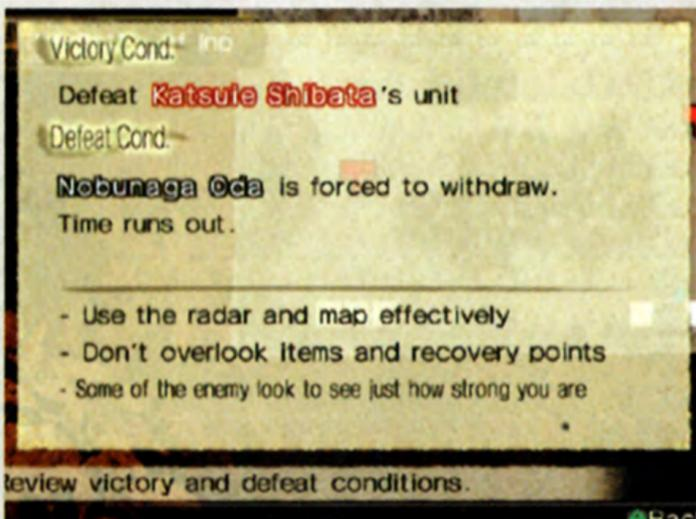 Victory Cond.
Defeat Katsuie Shibata's unit
Defeat Cond.
Nobunaga Oda is forced to withdraw.
Time runs out.
- Use the radar and map effectively
- Don't overlook items and recovery points
- Some of the enemy look to see just how strong you are
Review victory and defeat conditions.